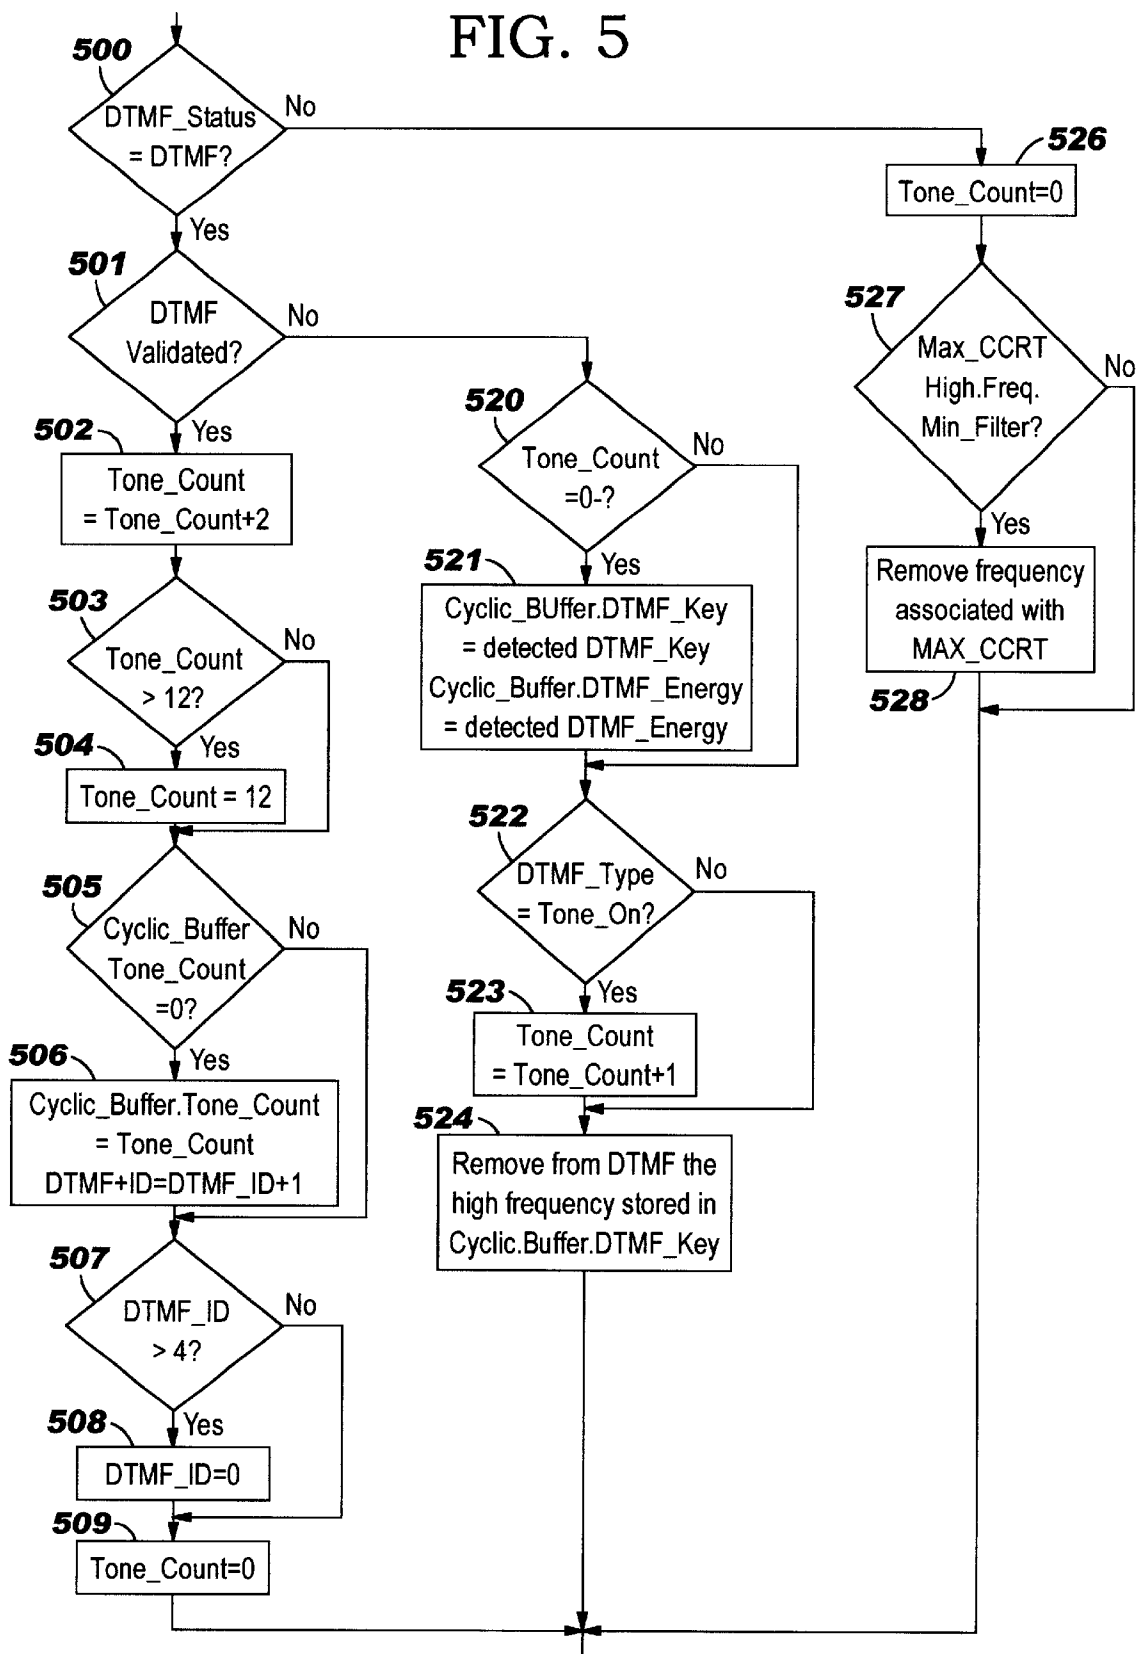 FIG. 5
500
DTMF_Status
= DTMF?
No
Yes
501
DTMF
Validated?
No
Yes
502
Tone_Count
= Tone_Count+2
503
Tone_Count
> 12?
No
Yes
504
Tone_Count = 12
505
Cyclic_Buffer
Tone_Count
=0?
No
Yes
506
Cyclic_Buffer.Tone_Count
= Tone_Count
DTMF+ID=DTMF_ID+1
507
DTMF_ID
> 4?
No
Yes
508
DTMF_ID=0
509
Tone_Count=0
520
Tone_Count
=0-?
No
Yes
521
Cyclic_BUffer.DTMF_Key
= detected DTMF_Key
Cyclic_Buffer.DTMF_Energy
= detected DTMF_Energy
522
DTMF_Type
= Tone_On?
No
Yes
523
Tone_Count
= Tone_Count+1
524
Remove from DTMF the
high frequency stored in
Cyclic.Buffer.DTMF_Key
526
Tone_Count=0
527
Max_CCRT
High.Freq.
Min_Filter?
No
Yes
Remove frequency
associated with
MAX_CCRT
528